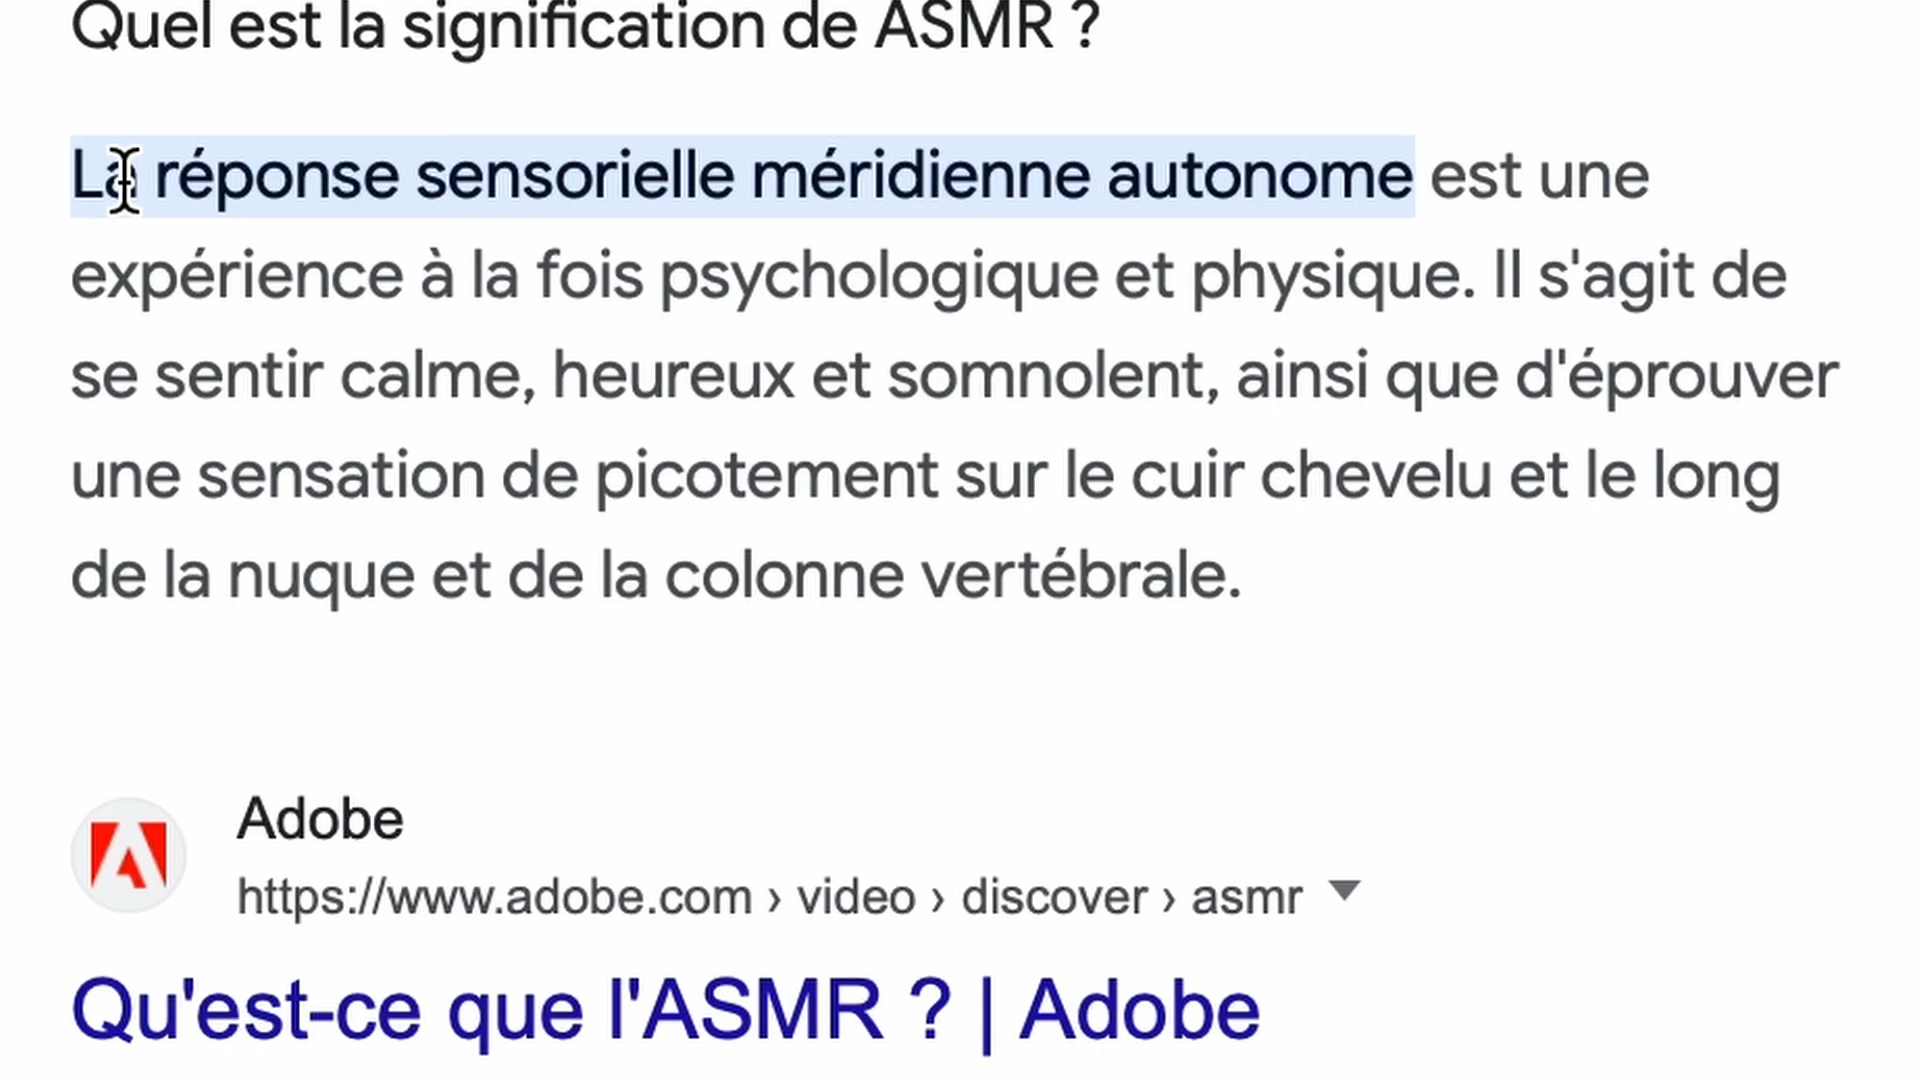 Quel est la signification de ASMR ?
La réponse sensorielle méridienne autonome est une
expérience à la fois psychologique et physique. Il s'agit de
se sentir calme, heureux et somnolent, ainsi que d'éprouver
une sensation de picotement sur le cuir chevelu et le long
de la nuque et de la colonne vertébrale.
Adobe
https://www.adobe.com › video › discover › asmr
Qu'est-ce que l'ASMR ? | Adobe